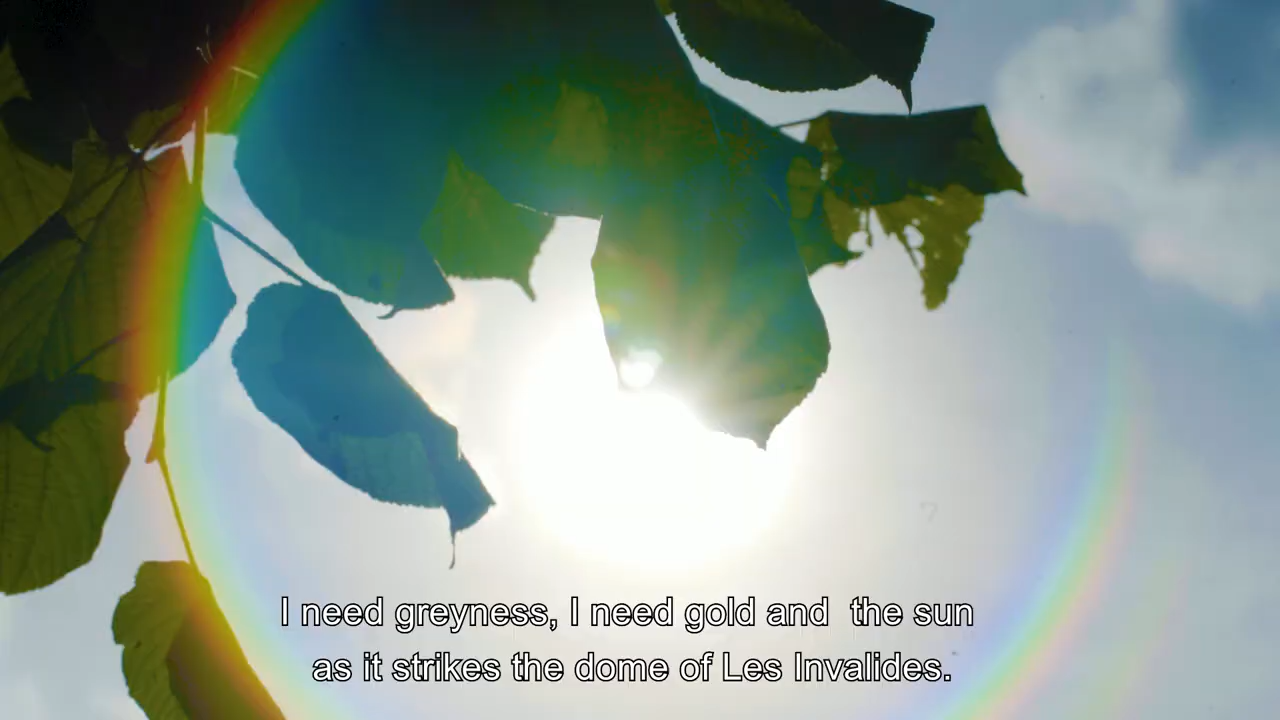 I need greyness, I need gold and  the sun
as it strikes the dome of Les Invalides.